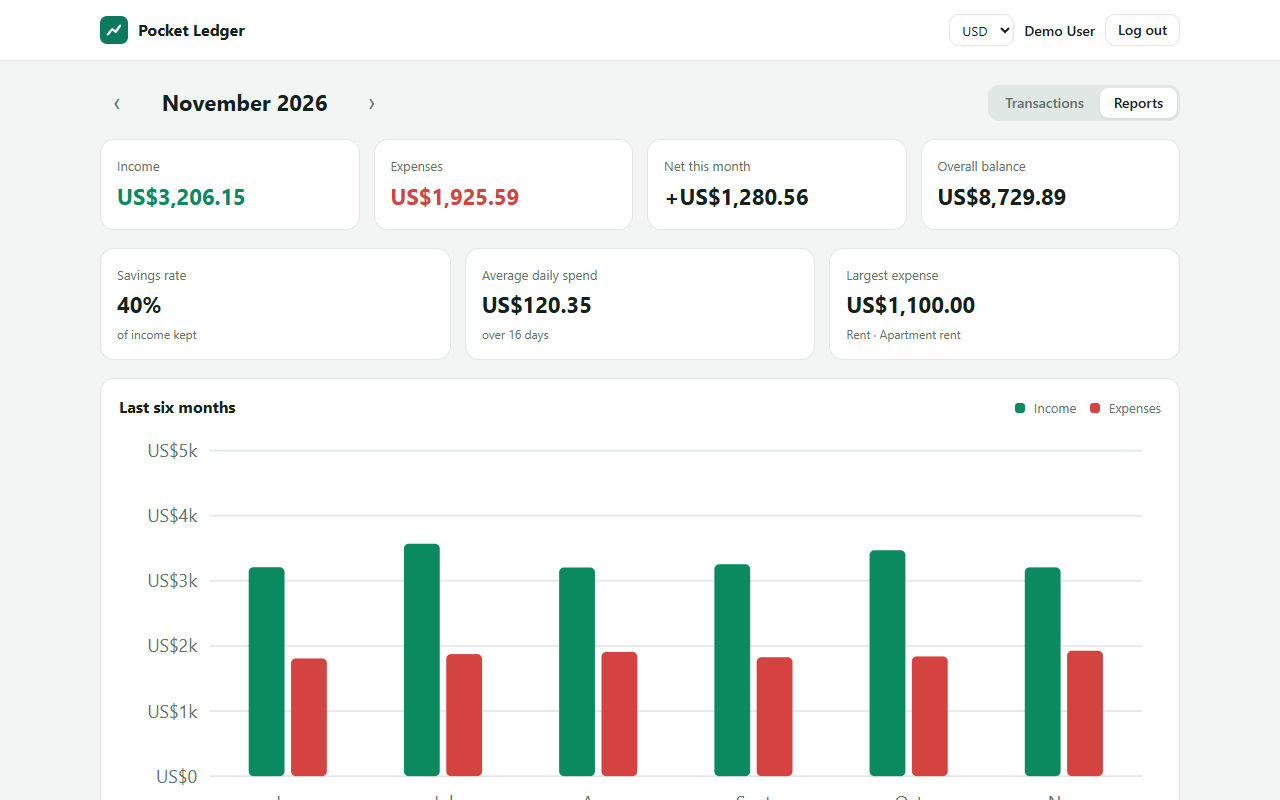 Pocket Ledger
USD
Demo User
Log out
‹ November 2026 ›
Transactions
Reports
Income
US$3,206.15
Expenses
US$1,925.59
Net this month
+US$1,280.56
Overall balance
US$8,729.89
Savings rate
40%
of income kept
Average daily spend
US$120.35
over 16 days
Largest expense
US$1,100.00
Rent · Apartment rent
Last six months
Income
Expenses
US$5k
US$4k
US$3k
US$2k
US$1k
US$0